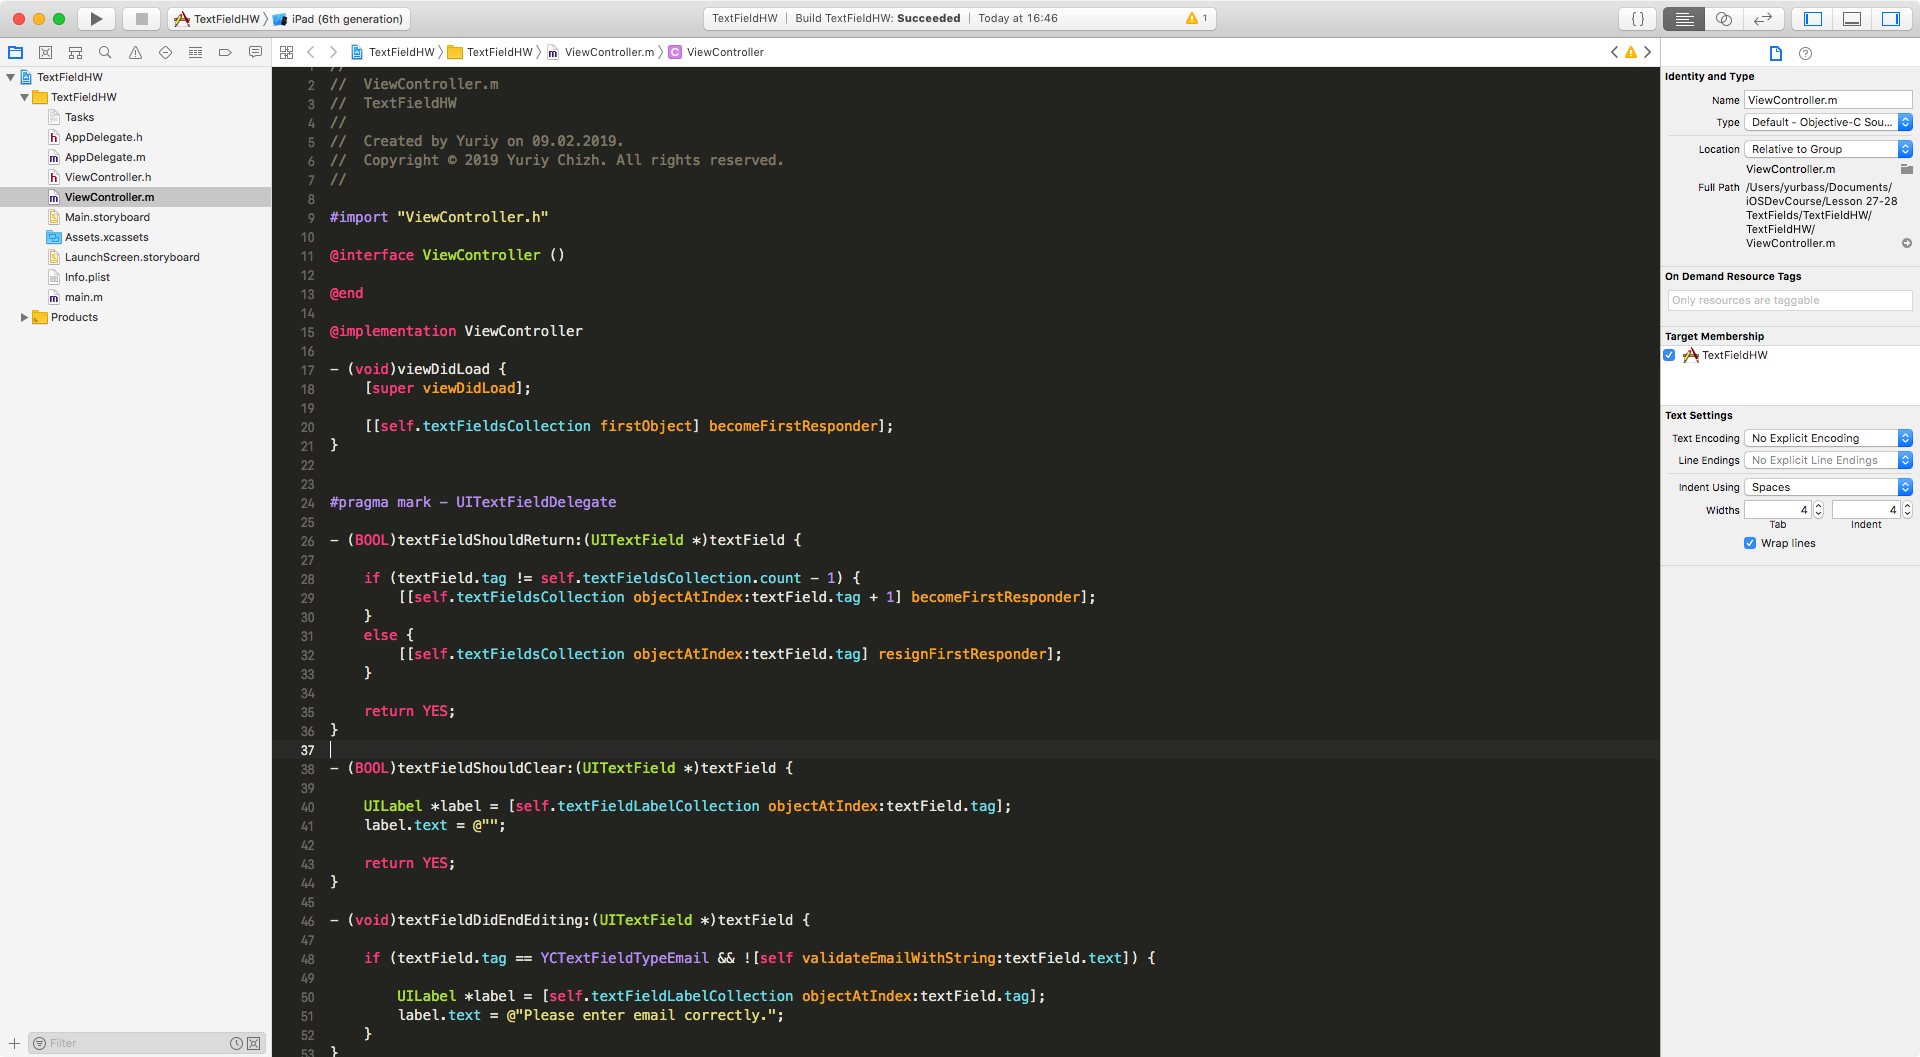 TextFieldHW 〉 iPad (6th generation)
TextFieldHW | Build TextFieldHW: Succeeded | Today at 16:46
1
{ }
TextFieldHW 〉 TextFieldHW 〉 ViewController.m 〉 C ViewController
TextFieldHW
TextFieldHW
Tasks
h AppDelegate.h
m AppDelegate.m
h ViewController.h
m ViewController.m
Main.storyboard
Assets.xcassets
LaunchScreen.storyboard
Info.plist
m main.m
Products
Filter
1 //
2 //  ViewController.m
3 //  TextFieldHW
4 //
5 //  Created by Yuriy on 09.02.2019.
6 //  Copyright © 2019 Yuriy Chizh. All rights reserved.
7 //
8
9 #import "ViewController.h"
10
11 @interface ViewController ()
12
13 @end
14
15 @implementation ViewController
16
17 - (void)viewDidLoad {
18     [super viewDidLoad];
19
20     [[self.textFieldsCollection firstObject] becomeFirstResponder];
21 }
22
23
24 #pragma mark - UITextFieldDelegate
25
26 - (BOOL)textFieldShouldReturn:(UITextField *)textField {
27
28     if (textField.tag != self.textFieldsCollection.count - 1) {
29         [[self.textFieldsCollection objectAtIndex:textField.tag + 1] becomeFirstResponder];
30     }
31     else {
32         [[self.textFieldsCollection objectAtIndex:textField.tag] resignFirstResponder];
33     }
34
35     return YES;
36 }
37
38 - (BOOL)textFieldShouldClear:(UITextField *)textField {
39
40     UILabel *label = [self.textFieldLabelCollection objectAtIndex:textField.tag];
41     label.text = @"";
42
43     return YES;
44 }
45
46 - (void)textFieldDidEndEditing:(UITextField *)textField {
47
48     if (textField.tag == YCTextFieldTypeEmail && ![self validateEmailWithString:textField.text]) {
49
50         UILabel *label = [self.textFieldLabelCollection objectAtIndex:textField.tag];
51         label.text = @"Please enter email correctly.";
52     }
53 }
Identity and Type
Name ViewController.m
Type Default - Objective-C Sou...
Location Relative to Group
ViewController.m
Full Path /Users/yurbass/Documents/
iOSDevCourse/Lesson 27-28
TextFields/TextFieldHW/
TextFieldHW/
ViewController.m
On Demand Resource Tags
Only resources are taggable
Target Membership
TextFieldHW
Text Settings
Text Encoding No Explicit Encoding
Line Endings No Explicit Line Endings
Indent Using Spaces
Widths 4 4
Tab Indent
Wrap lines